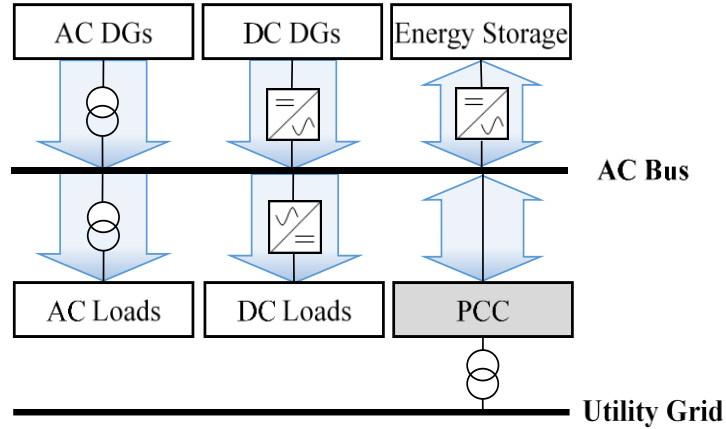 AC DGs
DC DGs
Energy Storage
AC Bus
AC Loads
DC Loads
PCC
Utility Grid